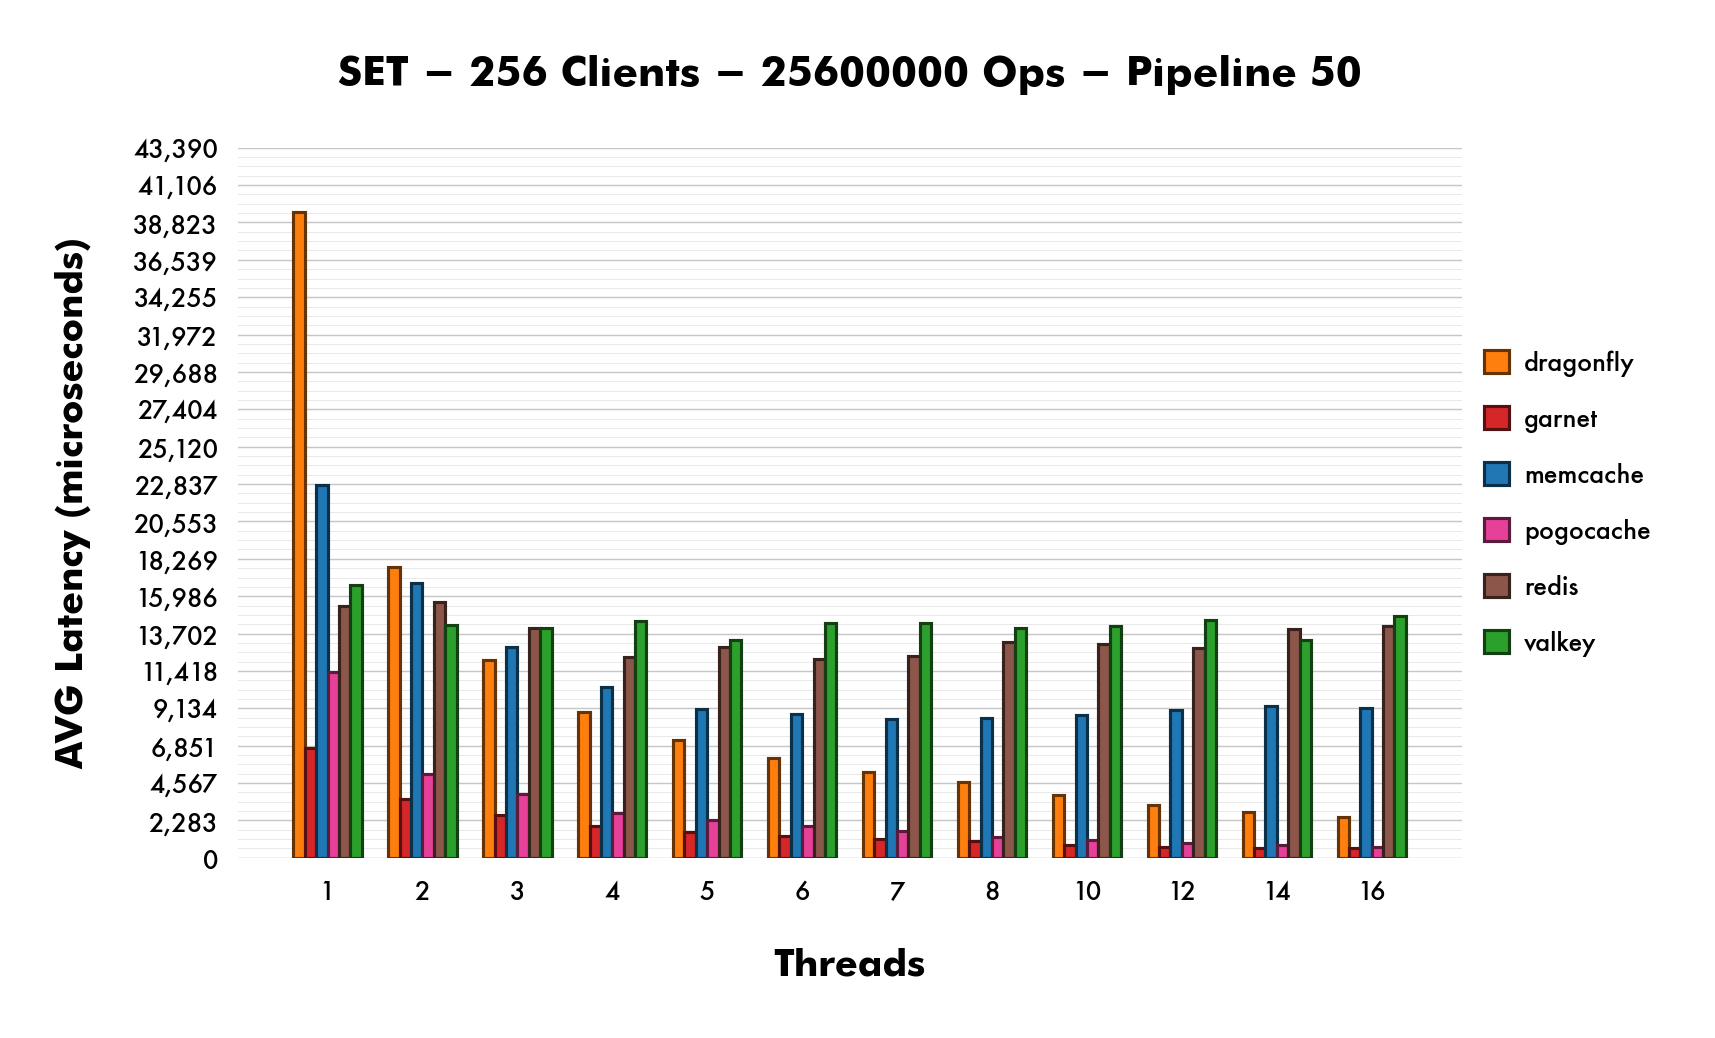 SET – 256 Clients – 25600000 Ops – Pipeline 50
AVG Latency (microseconds)
43,390
41,106
38,823
36,539
34,255
31,972
29,688
27,404
25,120
22,837
20,553
18,269
15,986
13,702
11,418
9,134
6,851
4,567
2,283
0
1 2 3 4 5 6 7 8 10 12 14 16
Threads
dragonfly
garnet
memcache
pogocache
redis
valkey